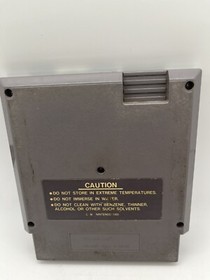 CAUTION
•DO NOT STORE IN EXTREME TEMPERATURES.
•DO NOT IMMERSE IN
•DO NOT CLEAN WITH BENZENE, THINNER,
ALCOHOL OR OTHER SUCH SOLVENTS
NINTENDO